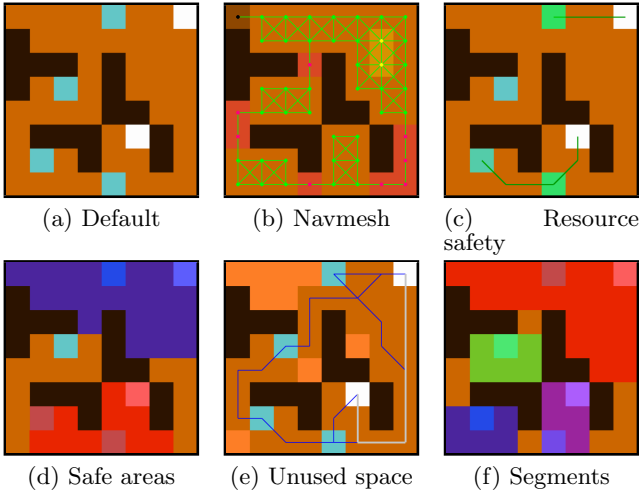 (a) Default
(b) Navmesh
(c) Resource
safety
(d) Safe areas
(e) Unused space
(f) Segments